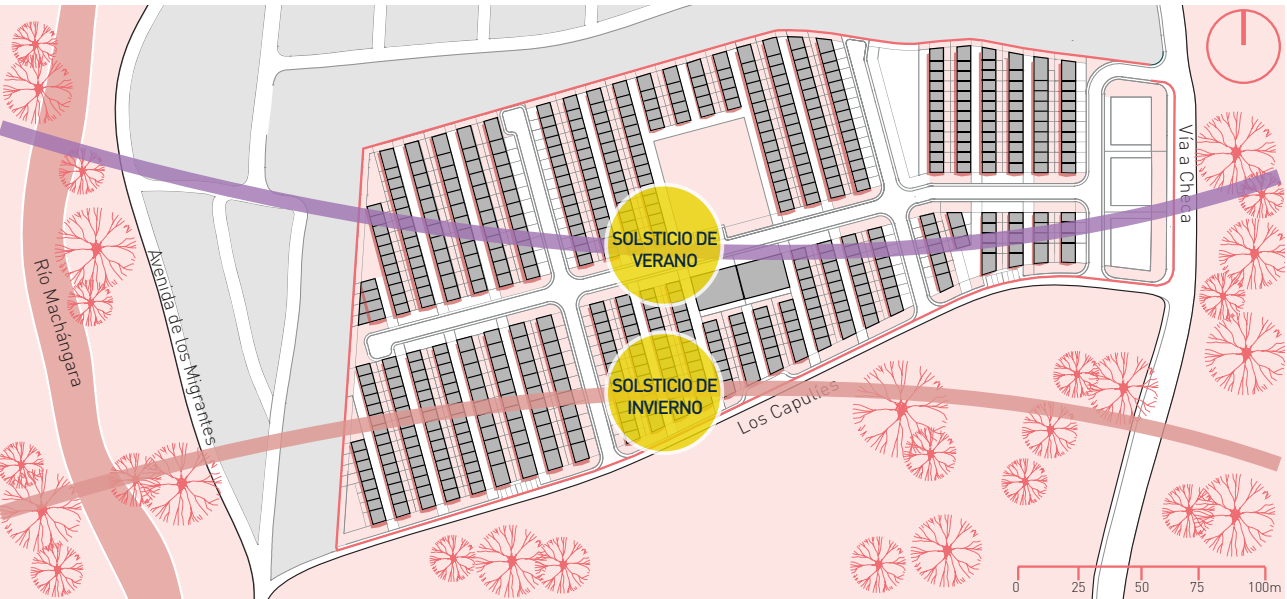 Vía a Checa
SOLSTICIO DE
VERANO
Río Machángara
Avenida de los Migrantes
SOLSTICIO DE
INVIERNO
Los Capulíes
0 25 50 75 100m